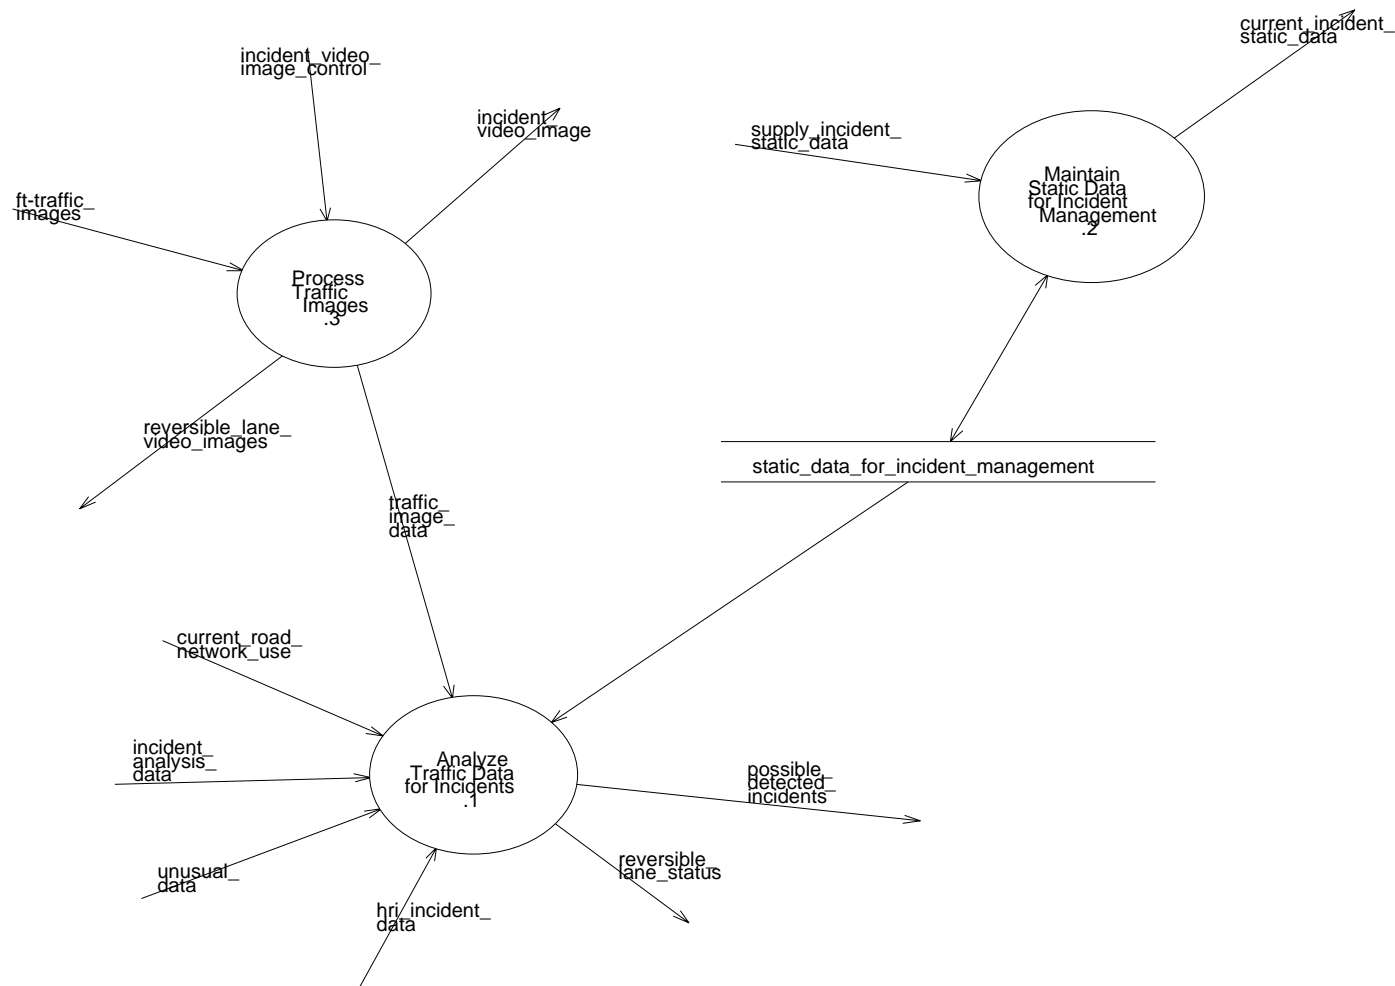 current_incident_
static_data
incident_video_
image_control
incident_
video_image
supply_incident_
static_data
Maintain
Static Data
for Incident
Management
.2
ft-traffic_
images
Process
Traffic
Images
.3
reversible_lane_
video_images
static_data_for_incident_management
traffic_
image_
data
current_road_
network_use
incident_
analysis_
data
Analyze
Traffic Data
for Incidents
.1
possible_
detected_
incidents
unusual_
data
reversible_
lane_status
hri_incident_
data